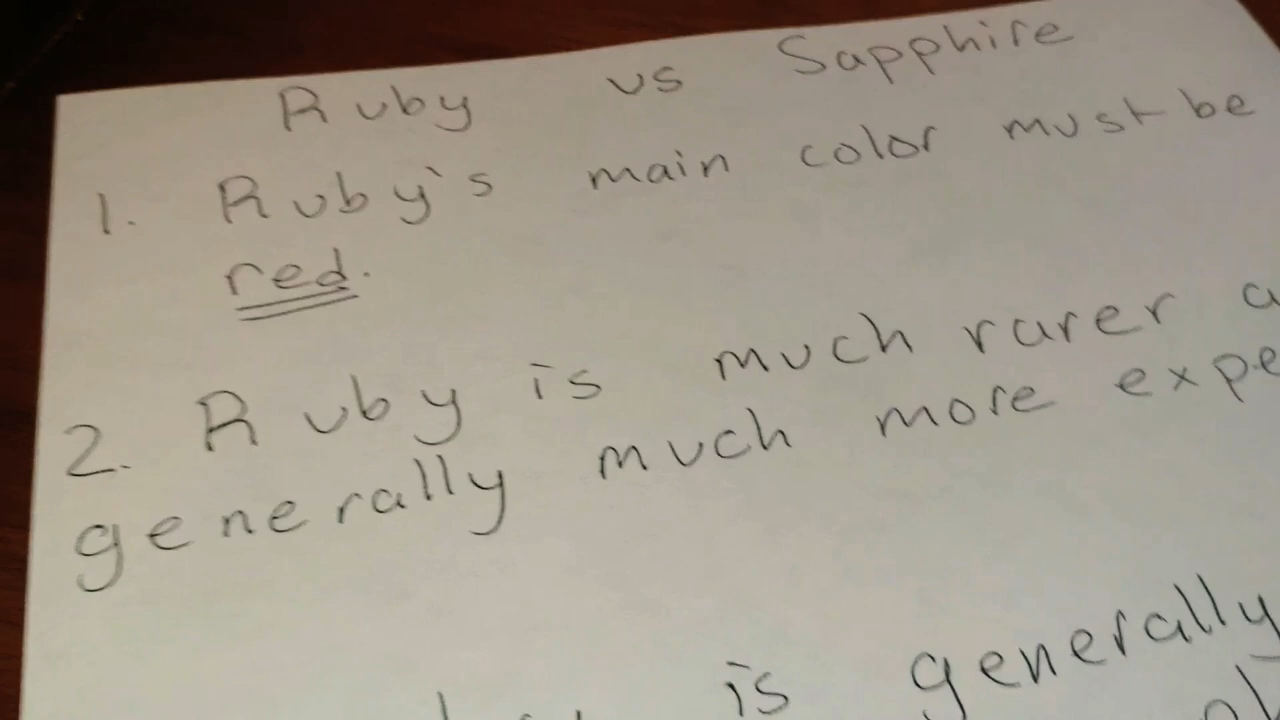 Ruby vs Sapphire
1. Ruby's main color must be
red.
2. Ruby is much rarer
generally much more expe
is generally